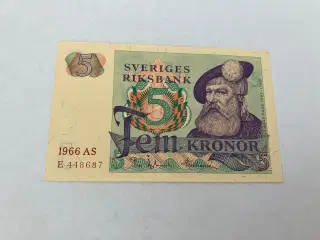 5
SVERIGES
RIKSBANK
5
Fem KRONOR
1966 AS
E 448687